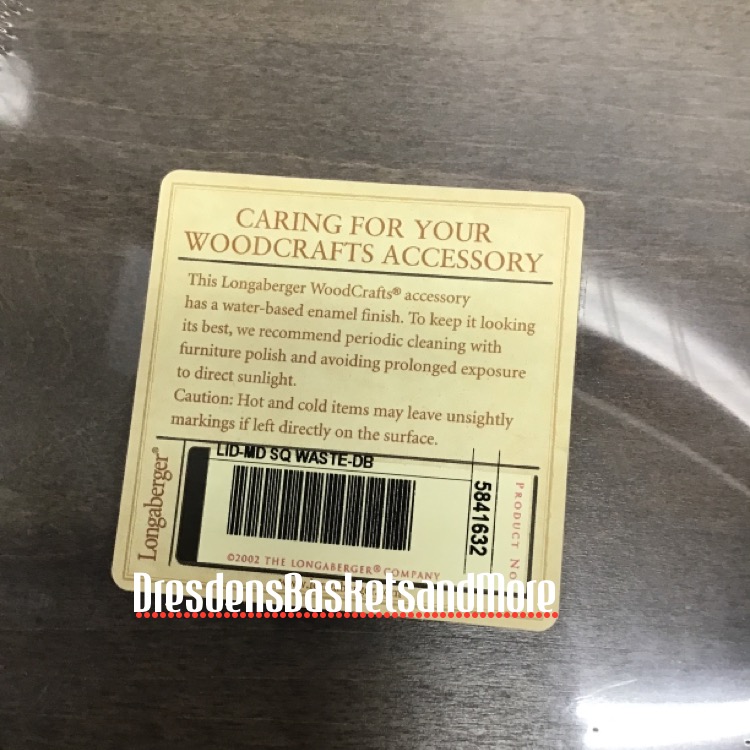 CARING FOR YOUR
WOODCRAFTS ACCESSORY
This Longaberger WoodCrafts® accessory
has a water-based enamel finish. To keep it looking
its best, we recommend periodic cleaning with
furniture polish and avoiding prolonged exposure
to direct sunlight.
Caution: Hot and cold items may leave unsightly
markings if left directly on the surface.
Longaberger®
LID-MD SQ WASTE-DB
5841632
PRODUCT NO
©2002 THE LONGABERGER® COMPANY
DresdensBasketsandMore